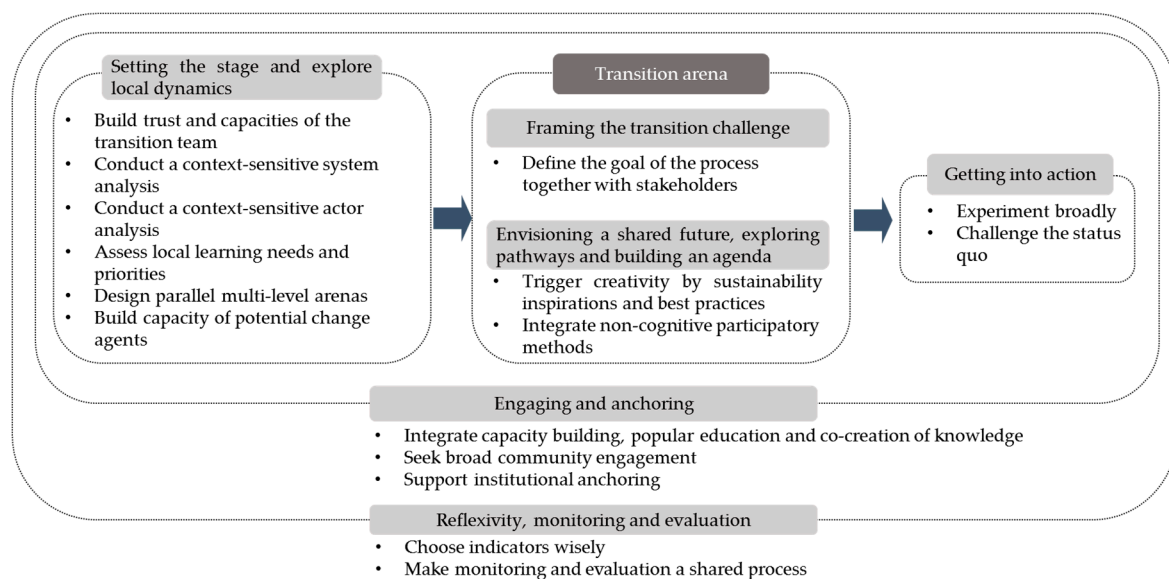 Setting the stage and explore
local dynamics
• Build trust and capacities of the
transition team
• Conduct a context-sensitive system
analysis
• Conduct a context-sensitive actor
analysis
• Assess local learning needs and
priorities
• Design parallel multi-level arenas
• Build capacity of potential change
agents
Transition arena
Framing the transition challenge
• Define the goal of the process
together with stakeholders
Envisioning a shared future, exploring
pathways and building an agenda
• Trigger creativity by sustainability
inspirations and best practices
• Integrate non-cognitive participatory
methods
Getting into action
• Experiment broadly
• Challenge the status
quo
Engaging and anchoring
• Integrate capacity building, popular education and co-creation of knowledge
• Seek broad community engagement
• Support institutional anchoring
Reflexivity, monitoring and evaluation
• Choose indicators wisely
• Make monitoring and evaluation a shared process